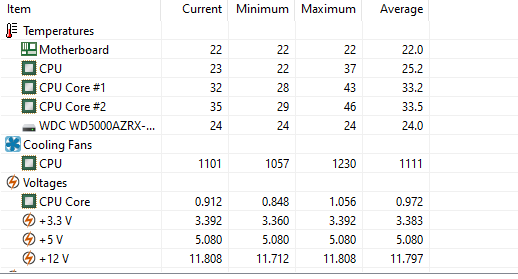 Item Current Minimum Maximum Average
Temperatures
Motherboard 22 22 22 22.0
CPU 23 22 37 25.2
CPU Core #1 32 28 43 33.2
CPU Core #2 35 29 46 33.5
WDC WD5000AZRX-... 24 24 24 24.0
Cooling Fans
CPU 1101 1057 1230 1111
Voltages
CPU Core 0.912 0.848 1.056 0.972
+3.3 V 3.392 3.360 3.392 3.383
+5 V 5.080 5.080 5.080 5.080
+12 V 11.808 11.712 11.808 11.797